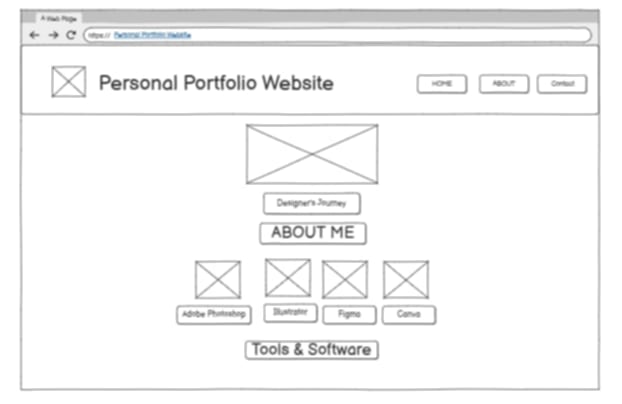 A Web Page
https:// Personal Portfolio Website
Personal Portfolio Website
HOME ABOUT Contact
Designer's Journey
ABOUT ME
Adobe Photoshop Illustrator Figma Canva
Tools & Software